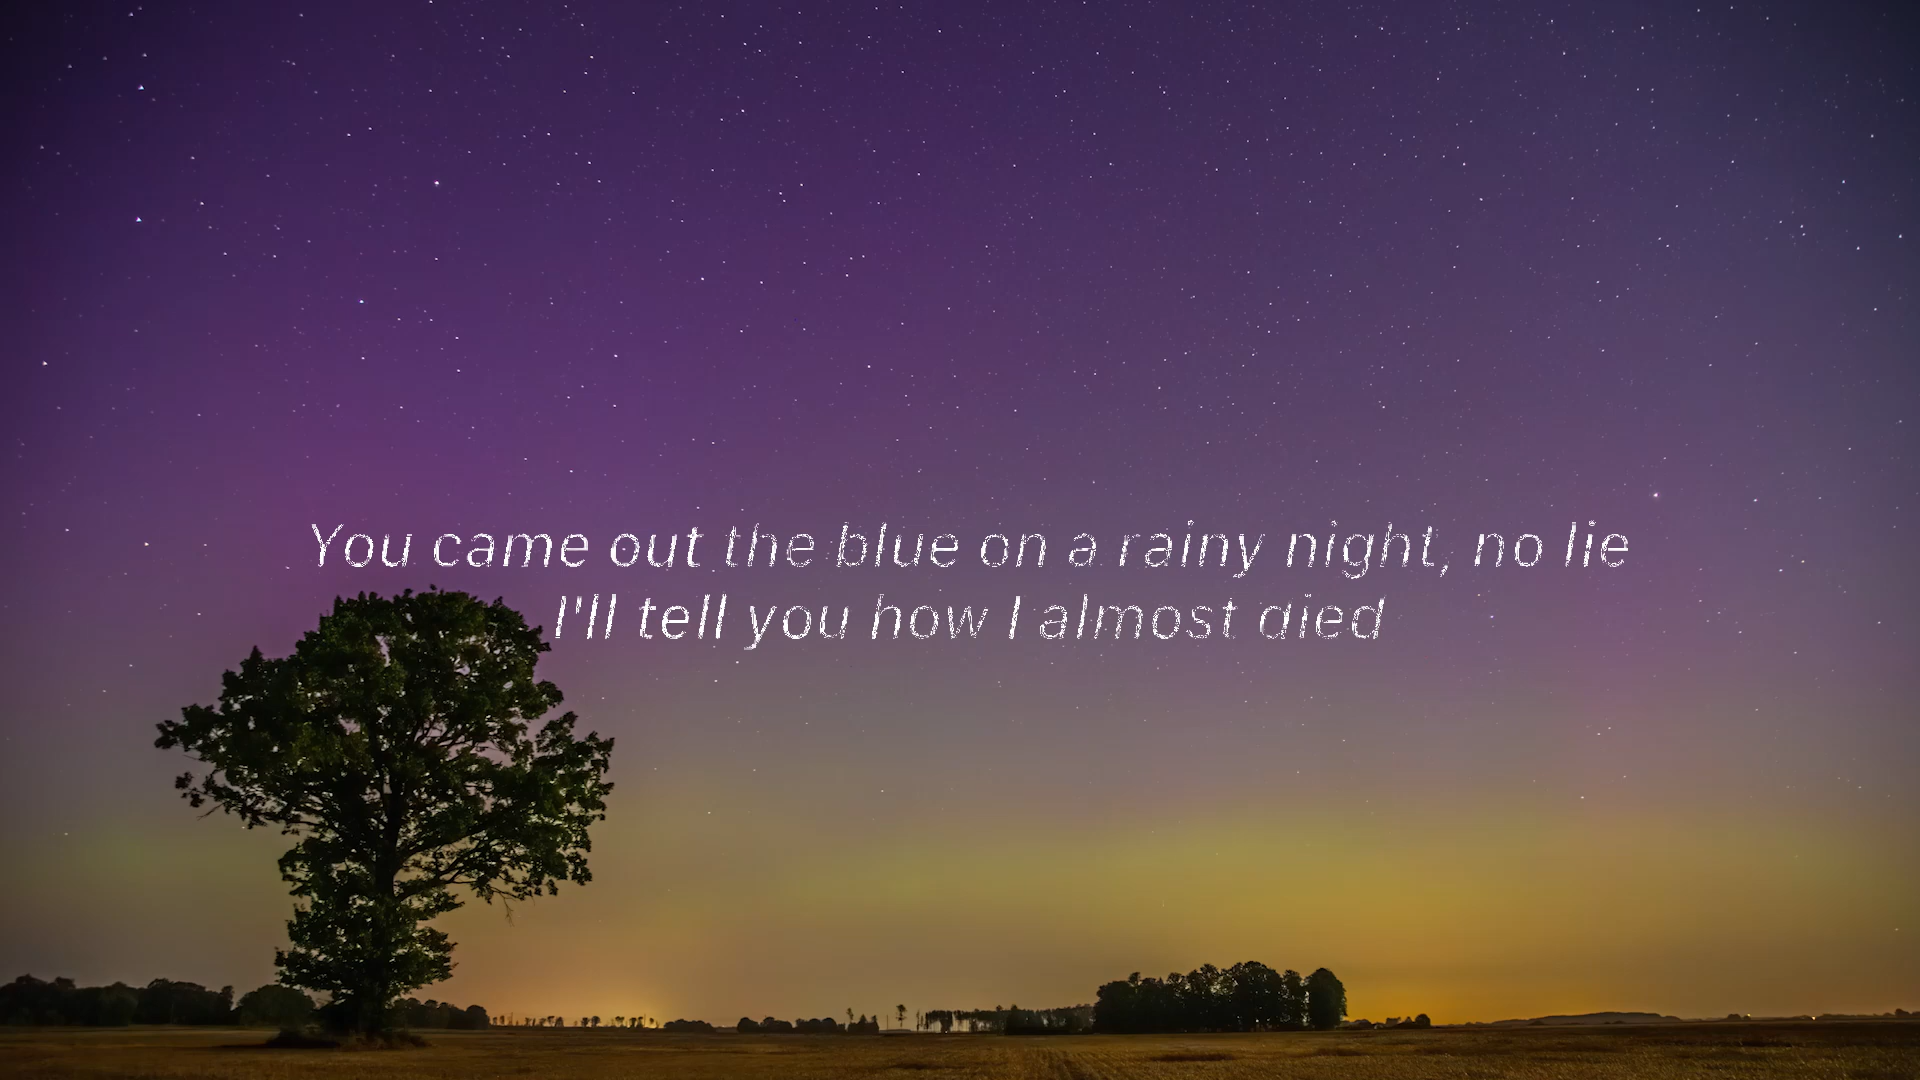 You came out the blue on a rainy night, no lie
I'll tell you how I almost died